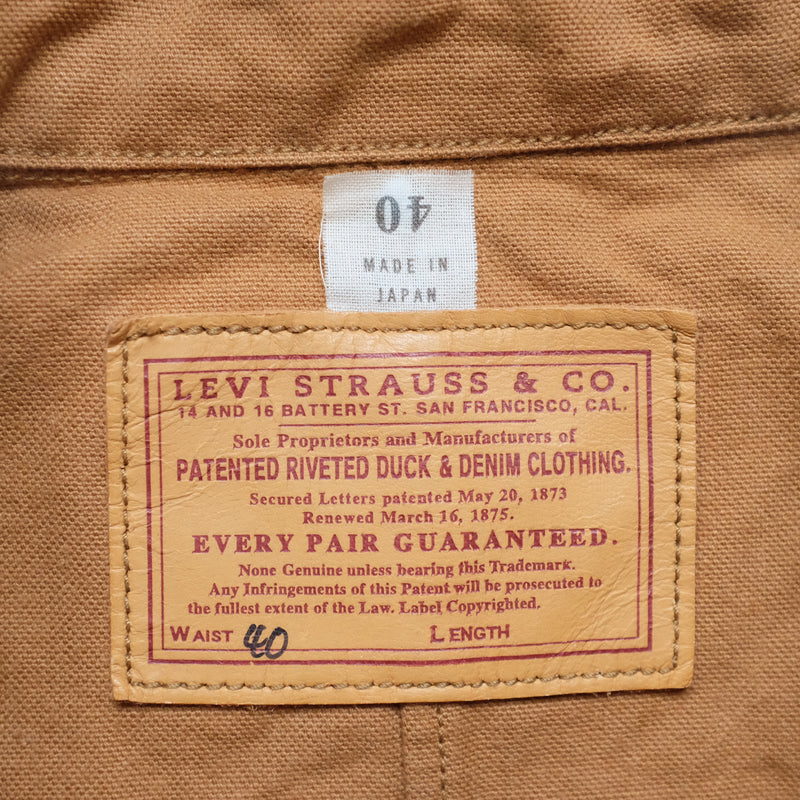 40
MADE IN
JAPAN
LEVI STRAUSS & CO.
14 AND 16 BATTERY ST. SAN FRANCISCO, CAL.
Sole Proprietors and Manufacturers of
PATENTED RIVETED DUCK & DENIM CLOTHING.
Secured Letters patented May 20, 1873
Renewed March 16, 1875.
EVERY PAIR GUARANTEED.
None Genuine unless bearing this Trademark.
Any Infringements of this Patent will be prosecuted to
the fullest extent of the Law. Label Copyrighted.
WAIST 40 LENGTH